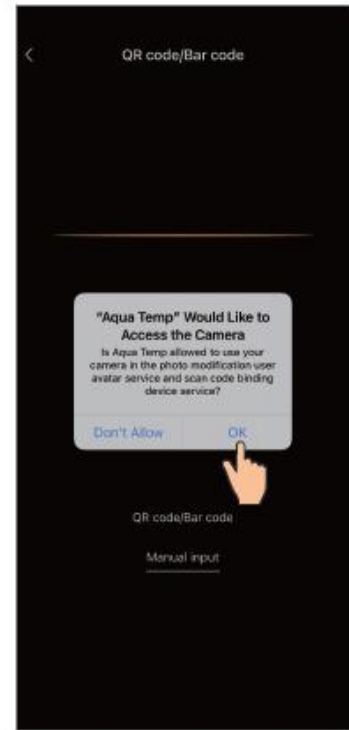 QR code/Bar code
"Aqua Temp" Would Like to
Access the Camera
Is Aqua Temp allowed to use your
camera in the photo modification user
avatar service and scan code binding
device service?
Don't Allow
OK
QR code/Bar code
Manual input